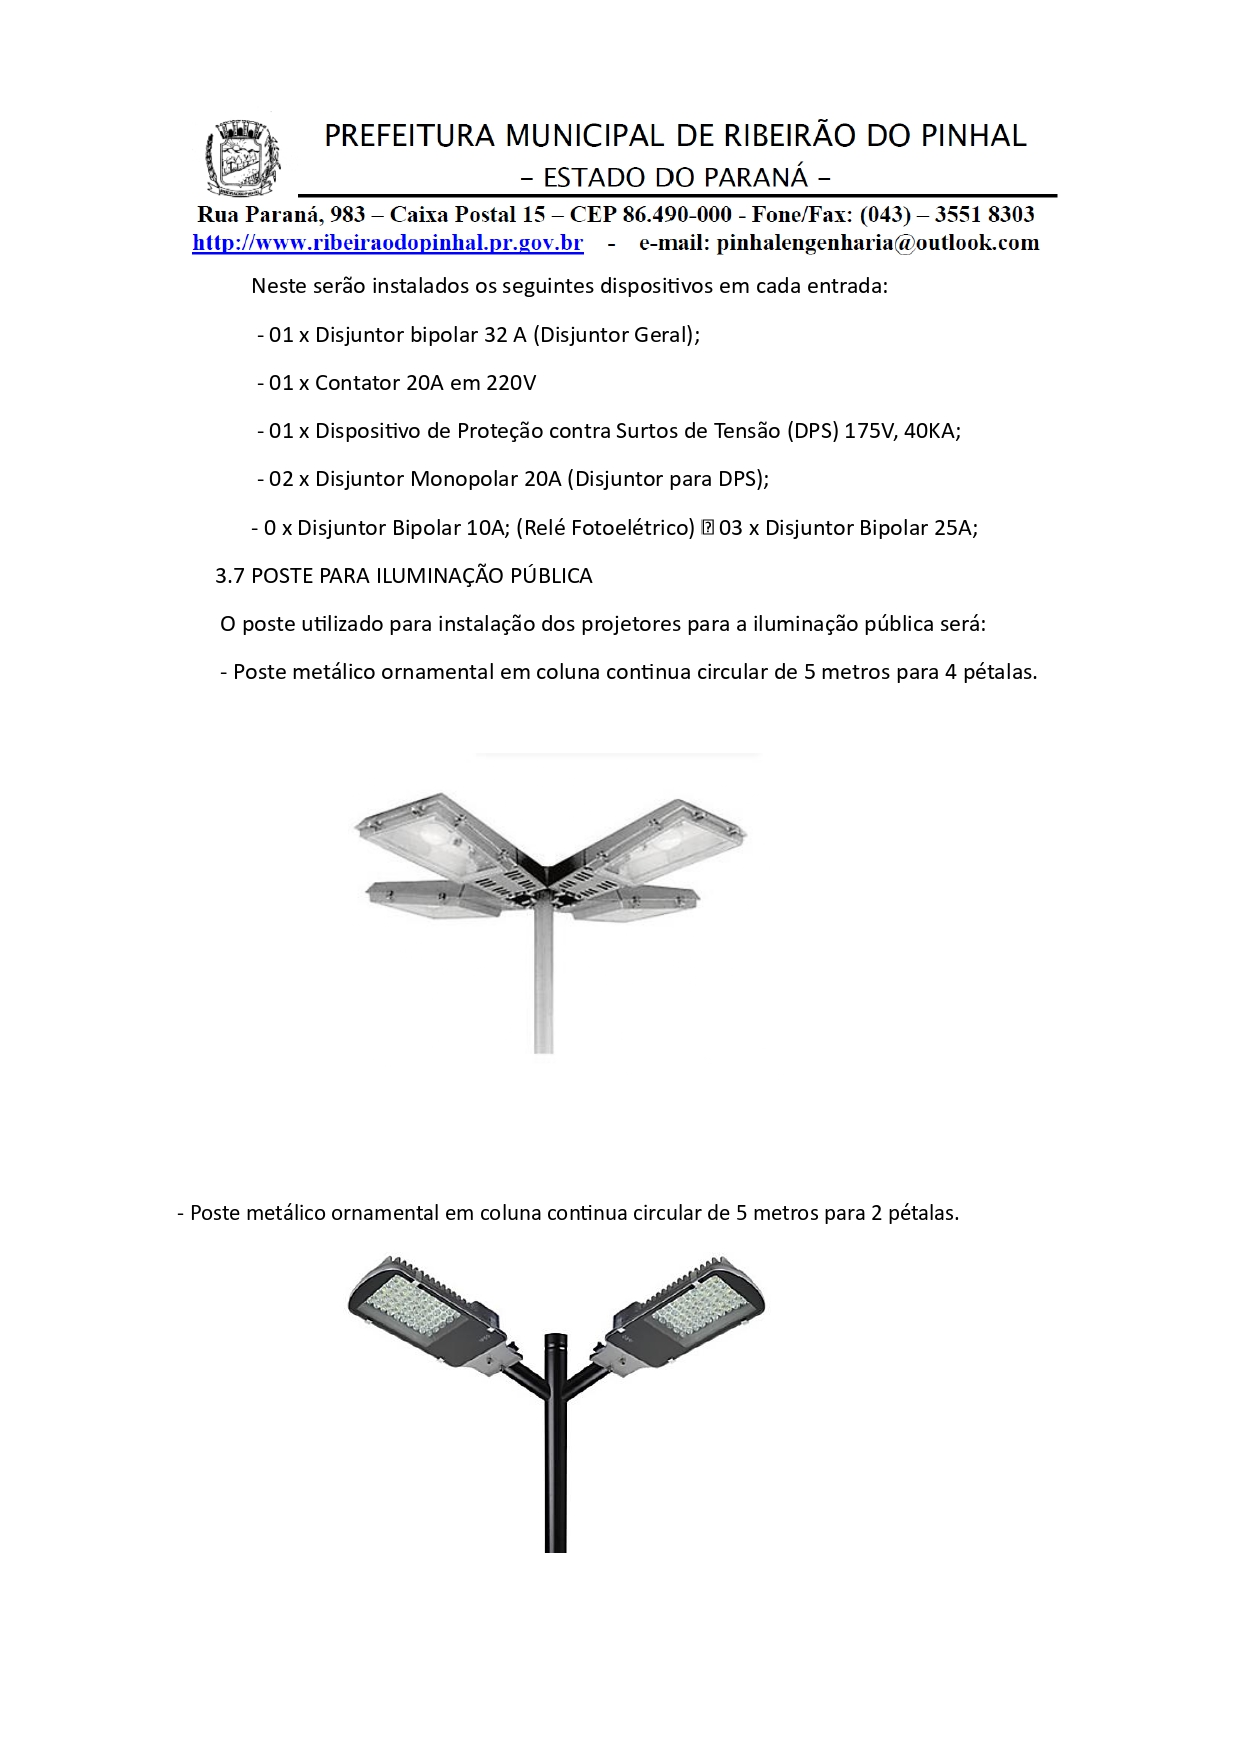 PREFEITURA MUNICIPAL DE RIBEIRÃO DO PINHAL
– ESTADO DO PARANÁ –
Rua Paraná, 983 – Caixa Postal 15 – CEP 86.490-000 - Fone/Fax: (043) – 3551 8303
http://www.ribeiraodopinhal.pr.gov.br - e-mail: pinhalengenharia@outlook.com
Neste serão instalados os seguintes dispositivos em cada entrada:
- 01 x Disjuntor bipolar 32 A (Disjuntor Geral);
- 01 x Contator 20A em 220V
- 01 x Dispositivo de Proteção contra Surtos de Tensão (DPS) 175V, 40KA;
- 02 x Disjuntor Monopolar 20A (Disjuntor para DPS);
- 0 x Disjuntor Bipolar 10A; (Relé Fotoelétrico) 03 x Disjuntor Bipolar 25A;
3.7 POSTE PARA ILUMINAÇÃO PÚBLICA
O poste utilizado para instalação dos projetores para a iluminação pública será:
- Poste metálico ornamental em coluna continua circular de 5 metros para 4 pétalas.
- Poste metálico ornamental em coluna continua circular de 5 metros para 2 pétalas.